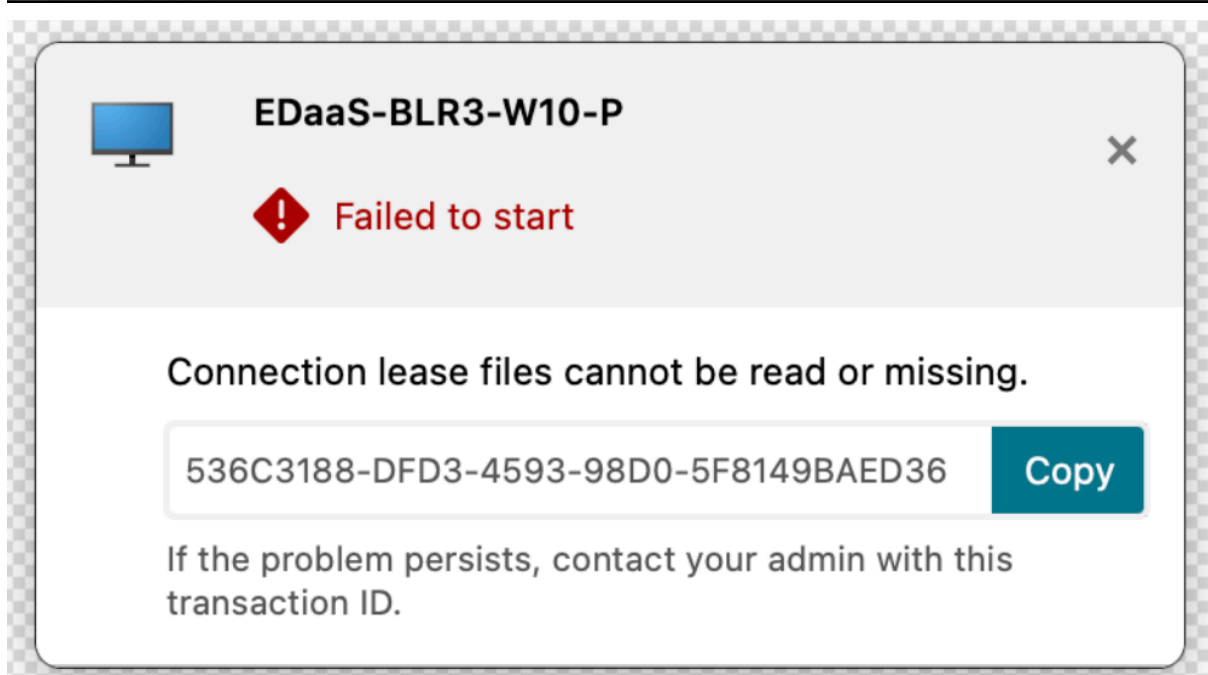 EDaaS-BLR3-W10-P
Failed to start
Connection lease files cannot be read or missing.
536C3188-DFD3-4593-98D0-5F8149BAED36
Copy
If the problem persists, contact your admin with this
transaction ID.